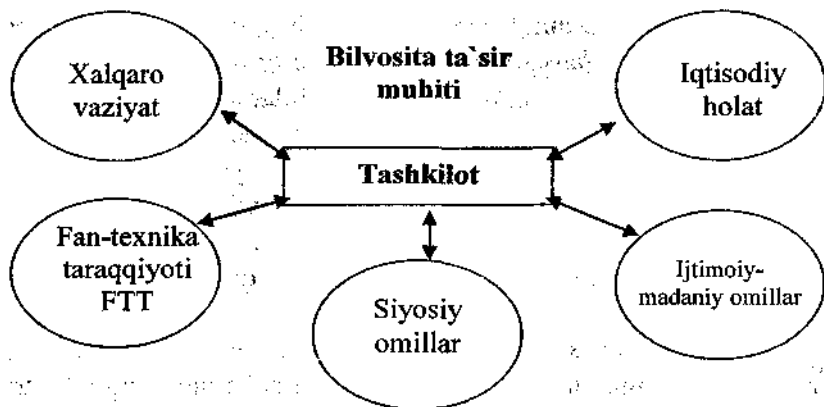 Xalqaro
vaziyat
Bilvosita ta`sir
muhiti
Iqtisodiy
holat
Tashkilot
Fan-texnika
taraqqiyoti
FTT
Siyosiy
omillar
Ijtimoiy-
madaniy omillar